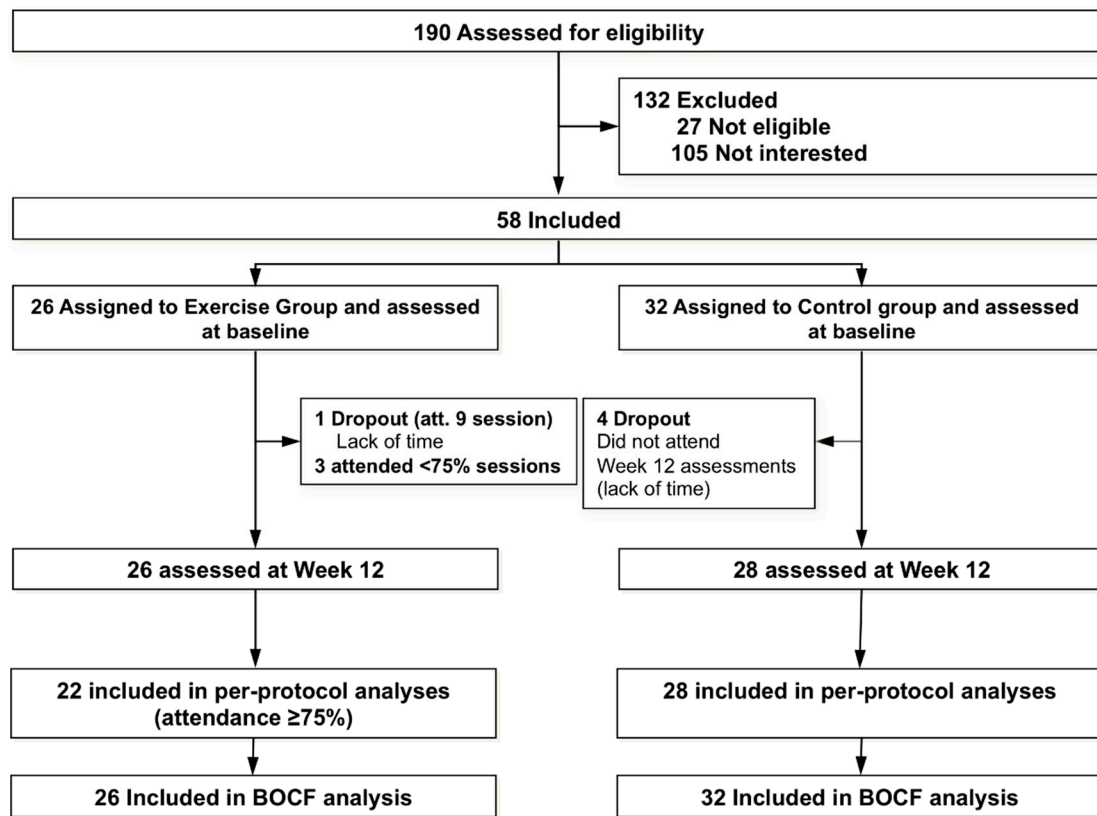 190 Assessed for eligibility
132 Excluded
27 Not eligible
105 Not interested
58 Included
26 Assigned to Exercise Group and assessed
at baseline
32 Assigned to Control group and assessed
at baseline
1 Dropout (att. 9 session)
Lack of time
3 attended <75% sessions
4 Dropout
Did not attend
Week 12 assessments
(lack of time)
26 assessed at Week 12
28 assessed at Week 12
22 included in per-protocol analyses
(attendance ≥75%)
28 included in per-protocol analyses
26 Included in BOCF analysis
32 Included in BOCF analysis